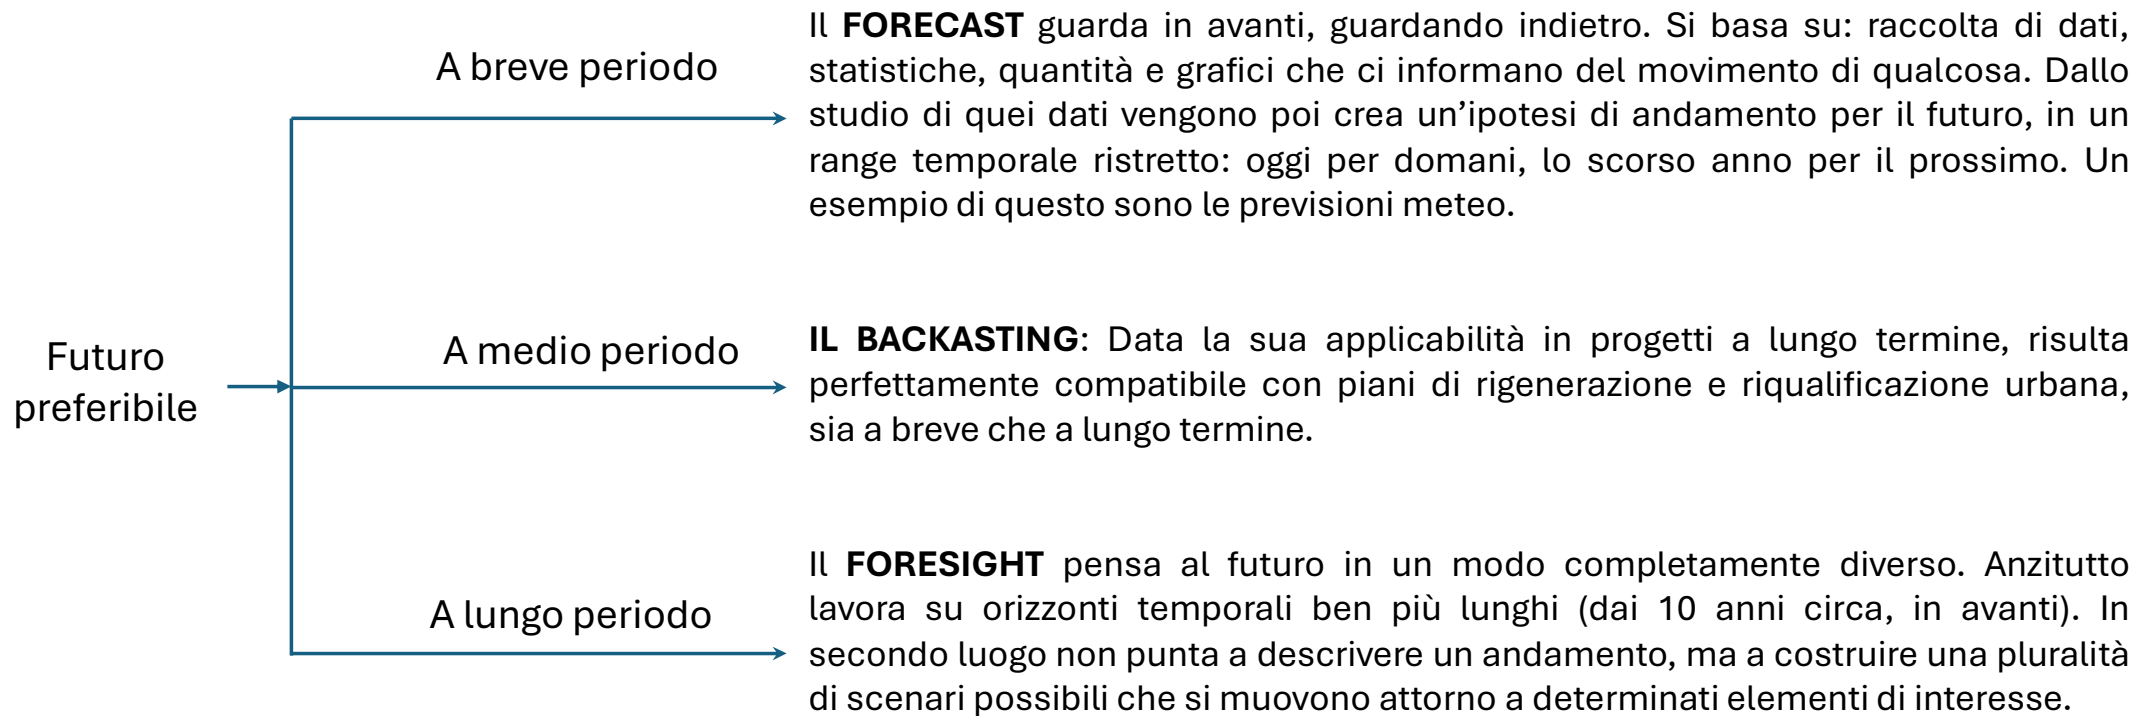 A breve periodo
Il FORECAST guarda in avanti, guardando indietro. Si basa su: raccolta di dati,
statistiche, quantità e grafici che ci informano del movimento di qualcosa. Dallo
studio di quei dati vengono poi crea un’ipotesi di andamento per il futuro, in un
range temporale ristretto: oggi per domani, lo scorso anno per il prossimo. Un
esempio di questo sono le previsioni meteo.
Futuro
preferibile
A medio periodo
IL BACKASTING: Data la sua applicabilità in progetti a lungo termine, risulta
perfettamente compatibile con piani di rigenerazione e riqualificazione urbana,
sia a breve che a lungo termine.
A lungo periodo
Il FORESIGHT pensa al futuro in un modo completamente diverso. Anzitutto
lavora su orizzonti temporali ben più lunghi (dai 10 anni circa, in avanti). In
secondo luogo non punta a descrivere un andamento, ma a costruire una pluralità
di scenari possibili che si muovono attorno a determinati elementi di interesse.